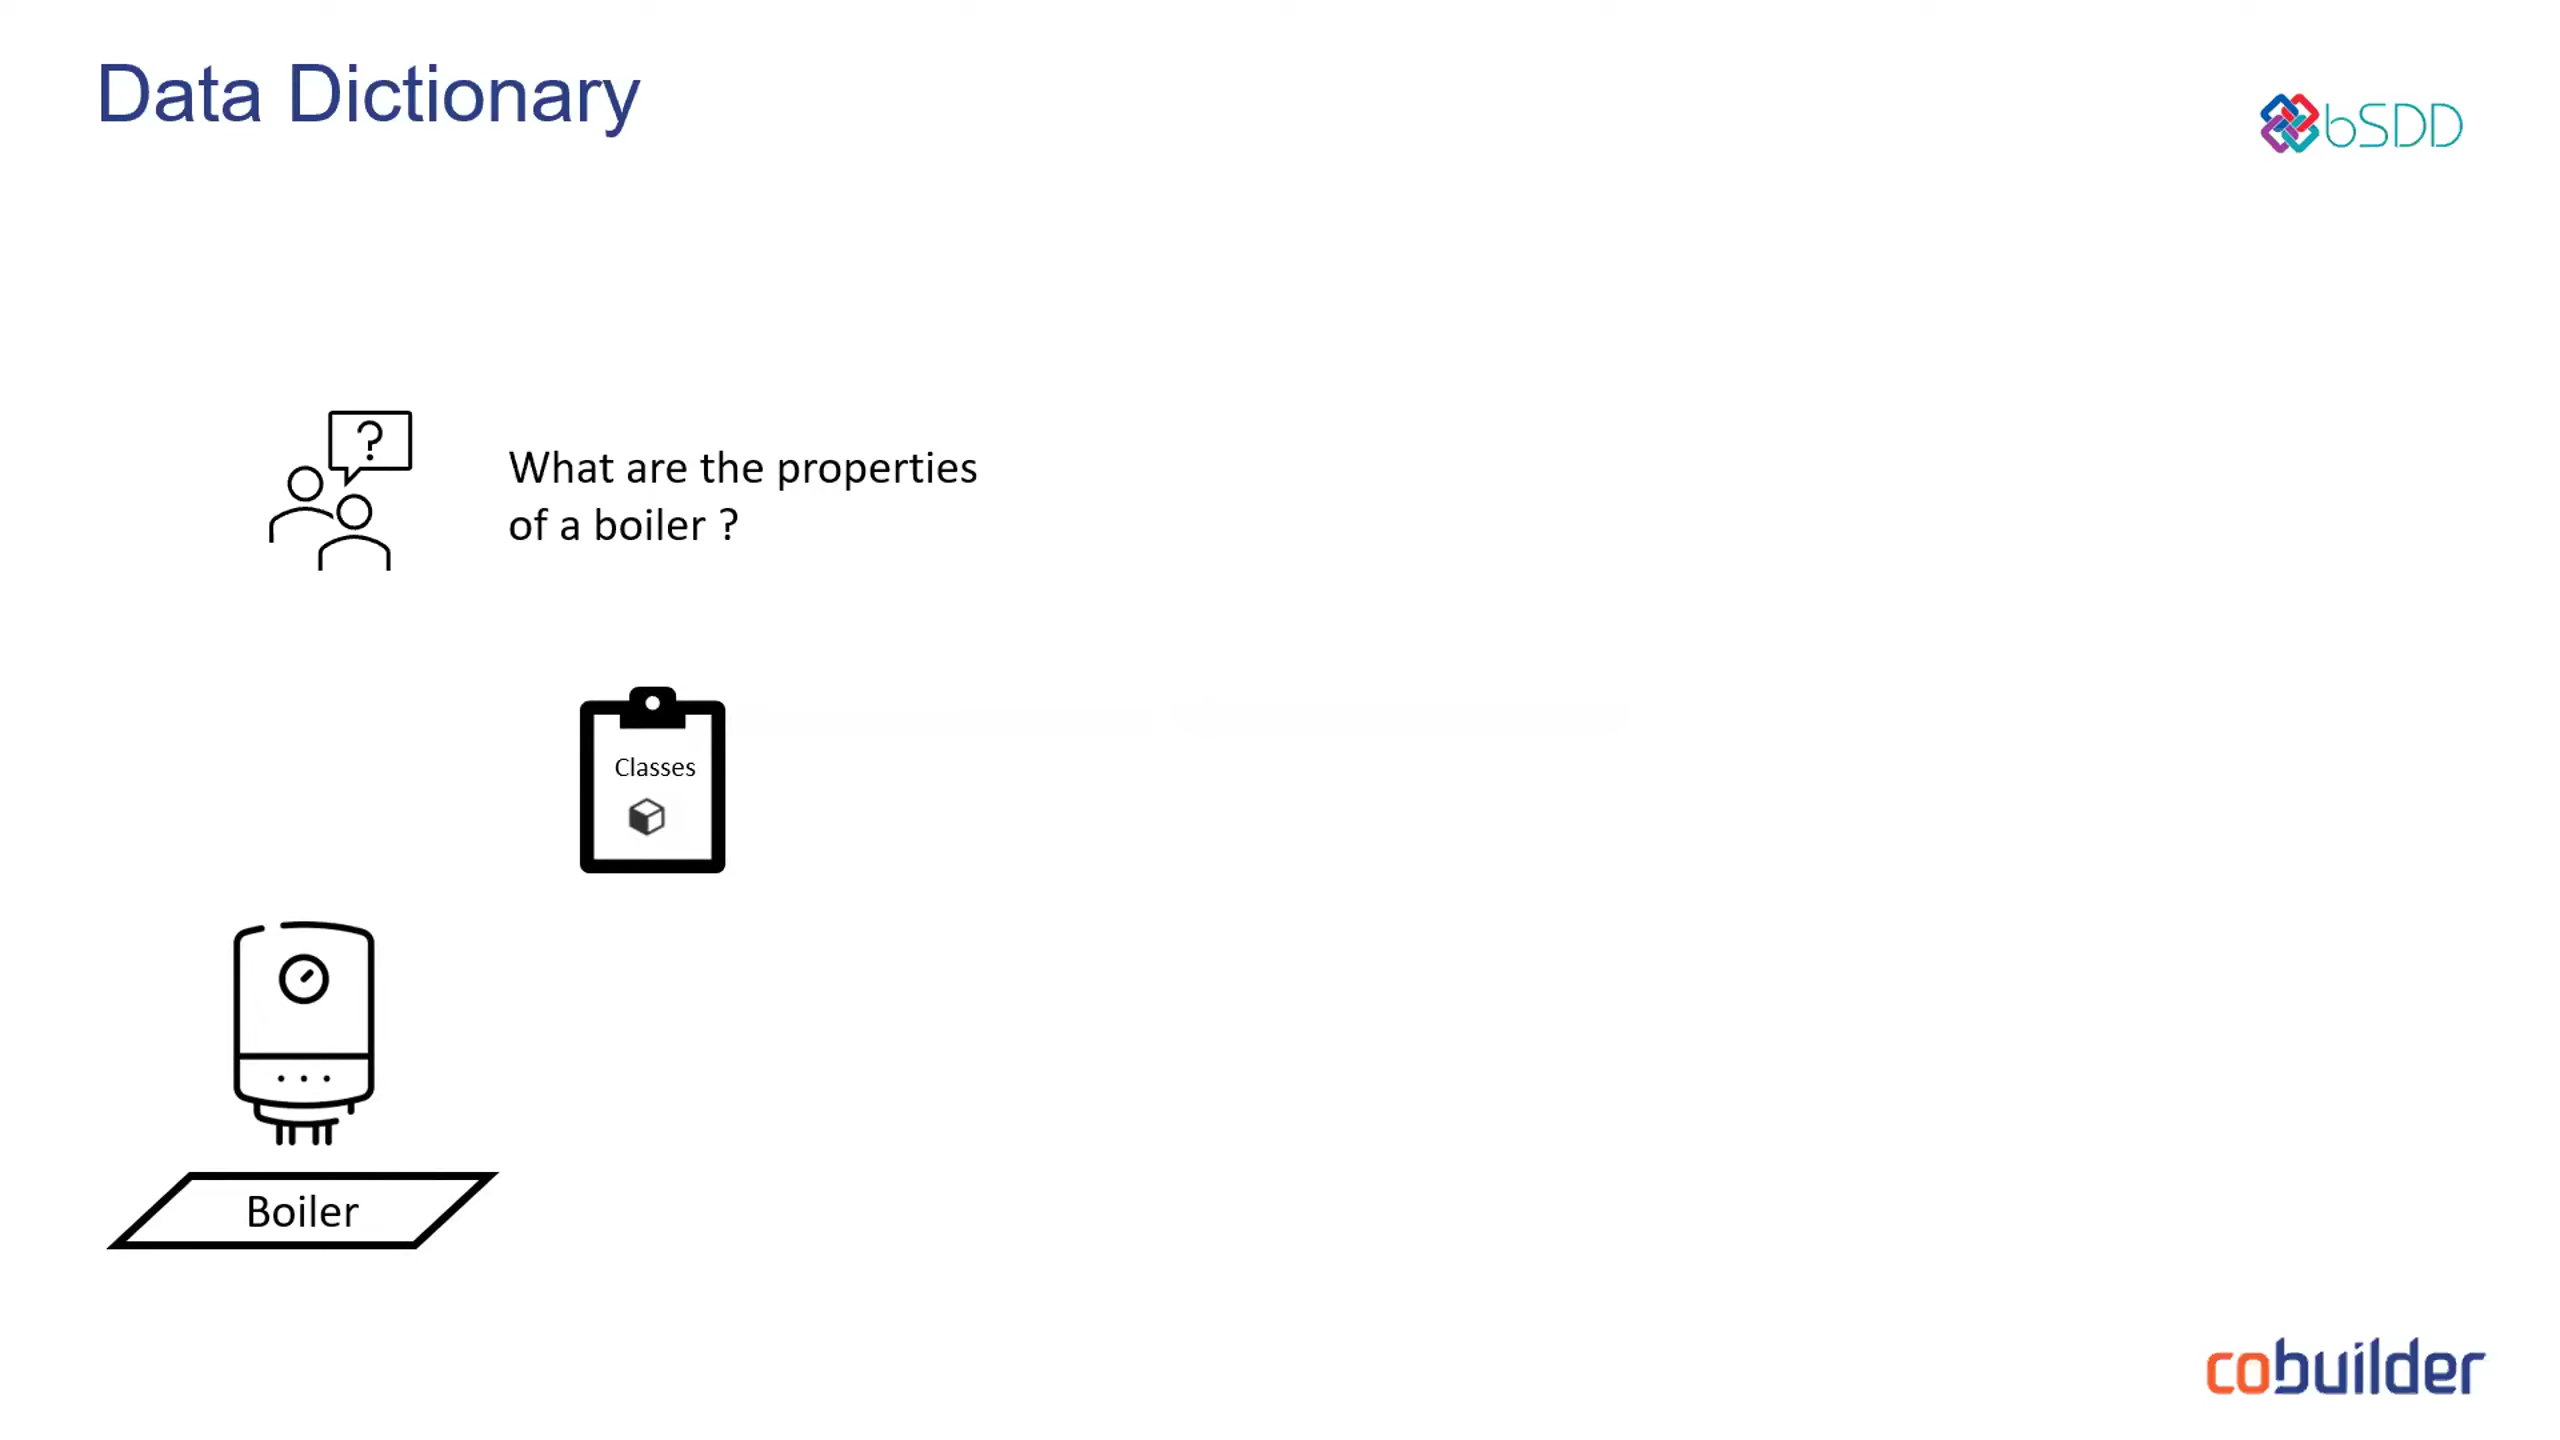 Data Dictionary
bSDD
?
What are the properties
of a boiler ?
Classes
Boiler
cobuilder